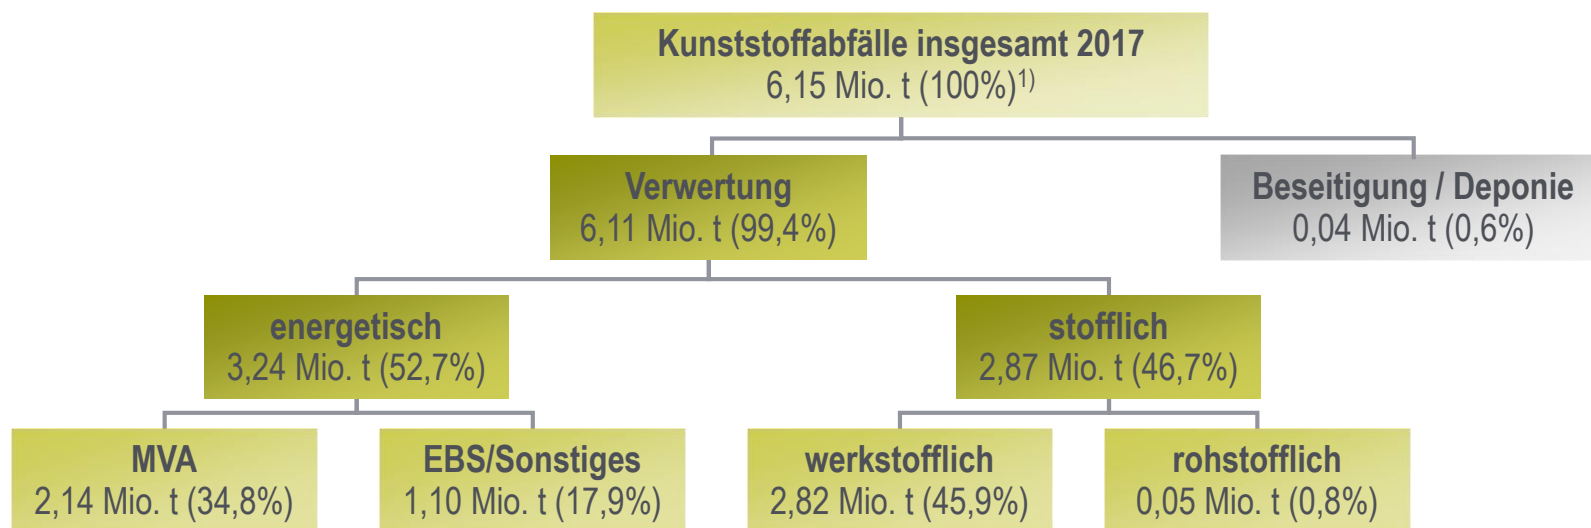 Kunststoffabfälle insgesamt 2017
6,15 Mio. t (100%)1)
Verwertung
6,11 Mio. t (99,4%)
Beseitigung / Deponie
0,04 Mio. t (0,6%)
energetisch
3,24 Mio. t (52,7%)
stofflich
2,87 Mio. t (46,7%)
MVA
2,14 Mio. t (34,8%)
EBS/Sonstiges
1,10 Mio. t (17,9%)
werkstofflich
2,82 Mio. t (45,9%)
rohstofflich
0,05 Mio. t (0,8%)